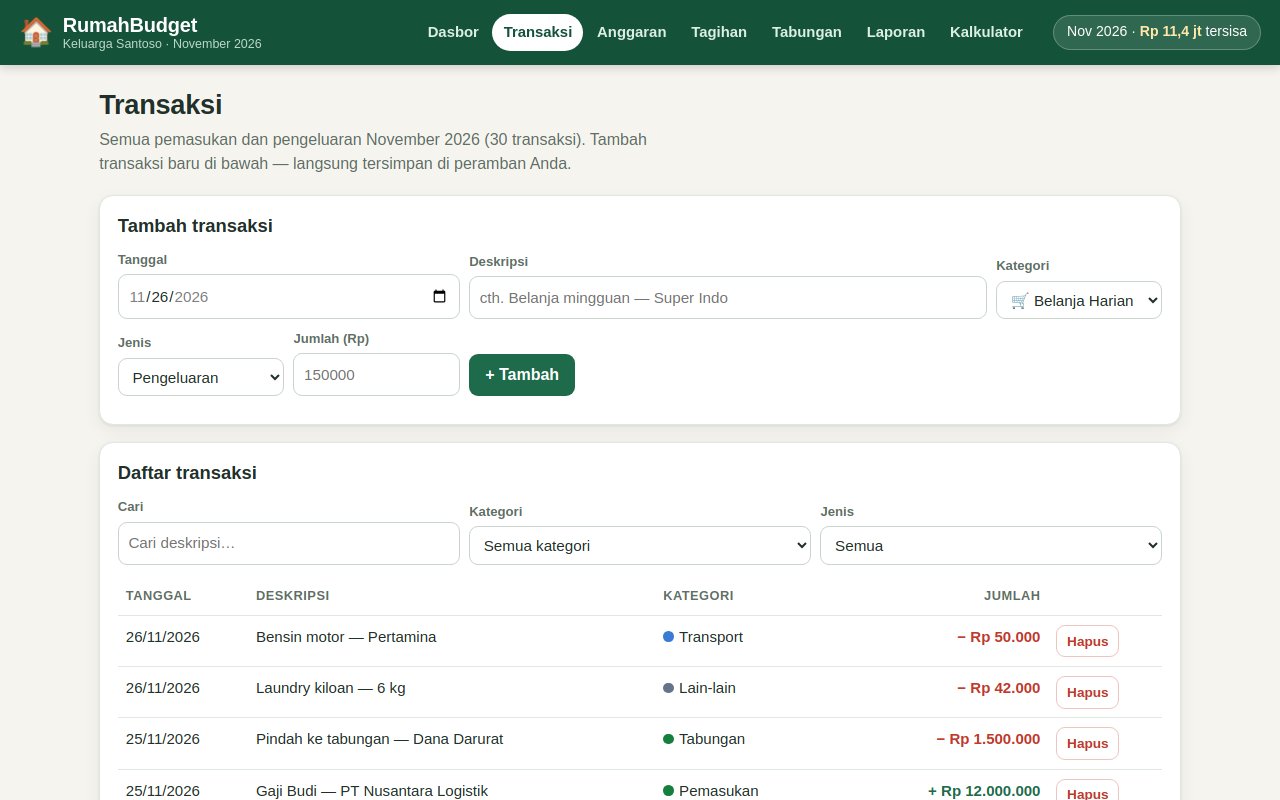 RumahBudget
Keluarga Santoso · November 2026
Dasbor Transaksi Anggaran Tagihan Tabungan Laporan Kalkulator
Nov 2026 · Rp 11,4 jt tersisa
Transaksi
Semua pemasukan dan pengeluaran November 2026 (30 transaksi). Tambah
transaksi baru di bawah — langsung tersimpan di peramban Anda.
Tambah transaksi
Tanggal Deskripsi Kategori
11/26/2026 cth. Belanja mingguan — Super Indo 🛒 Belanja Harian
Jenis Jumlah (Rp)
Pengeluaran 150000 + Tambah
Daftar transaksi
Cari Kategori Jenis
Cari deskripsi… Semua kategori Semua
TANGGAL DESKRIPSI KATEGORI JUMLAH
26/11/2026 Bensin motor — Pertamina Transport − Rp 50.000 Hapus
26/11/2026 Laundry kiloan — 6 kg Lain-lain − Rp 42.000 Hapus
25/11/2026 Pindah ke tabungan — Dana Darurat Tabungan − Rp 1.500.000 Hapus
25/11/2026 Gaji Budi — PT Nusantara Logistik Pemasukan + Rp 12.000.000 Hapus